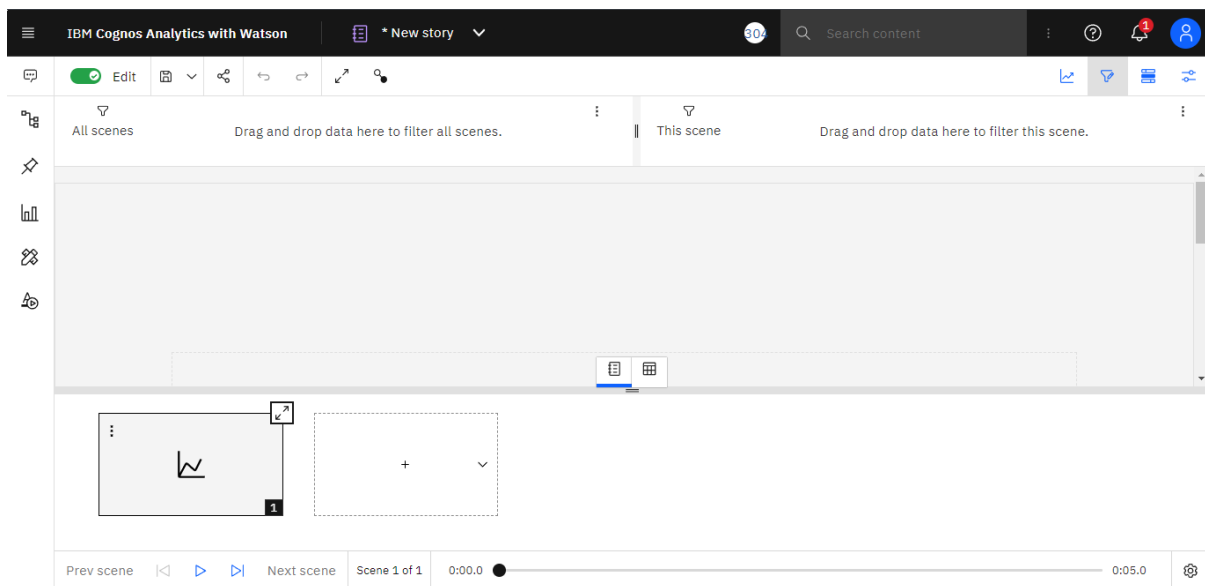 IBM Cognos Analytics with Watson
* New story
304
Search content
1
Edit
All scenes
Drag and drop data here to filter all scenes.
This scene
Drag and drop data here to filter this scene.
1
Prev scene
Next scene
Scene 1 of 1
0:00.0
0:05.0